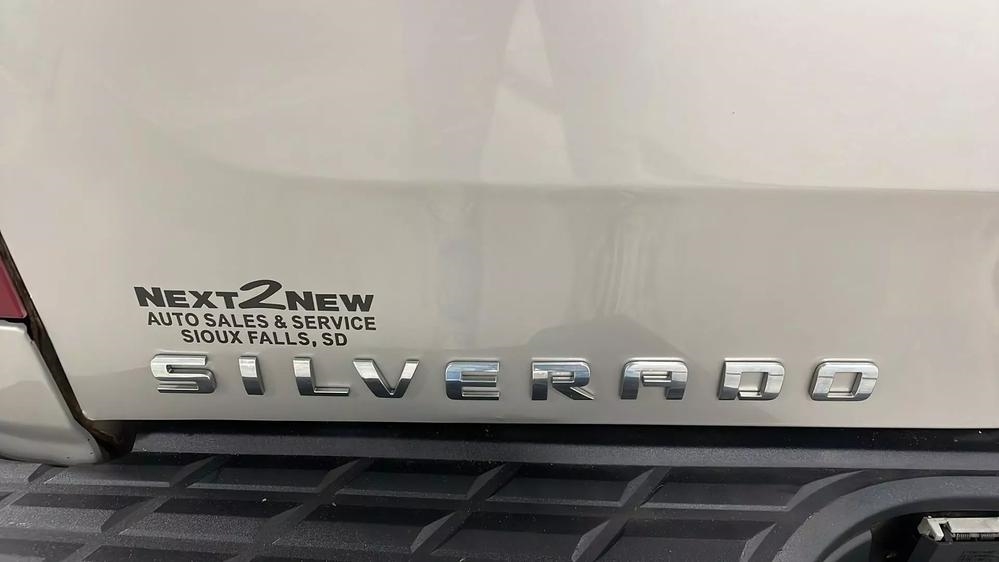 NEXT2NEW
AUTO SALES & SERVICE
SIOUX FALLS, SD
SILVERADO